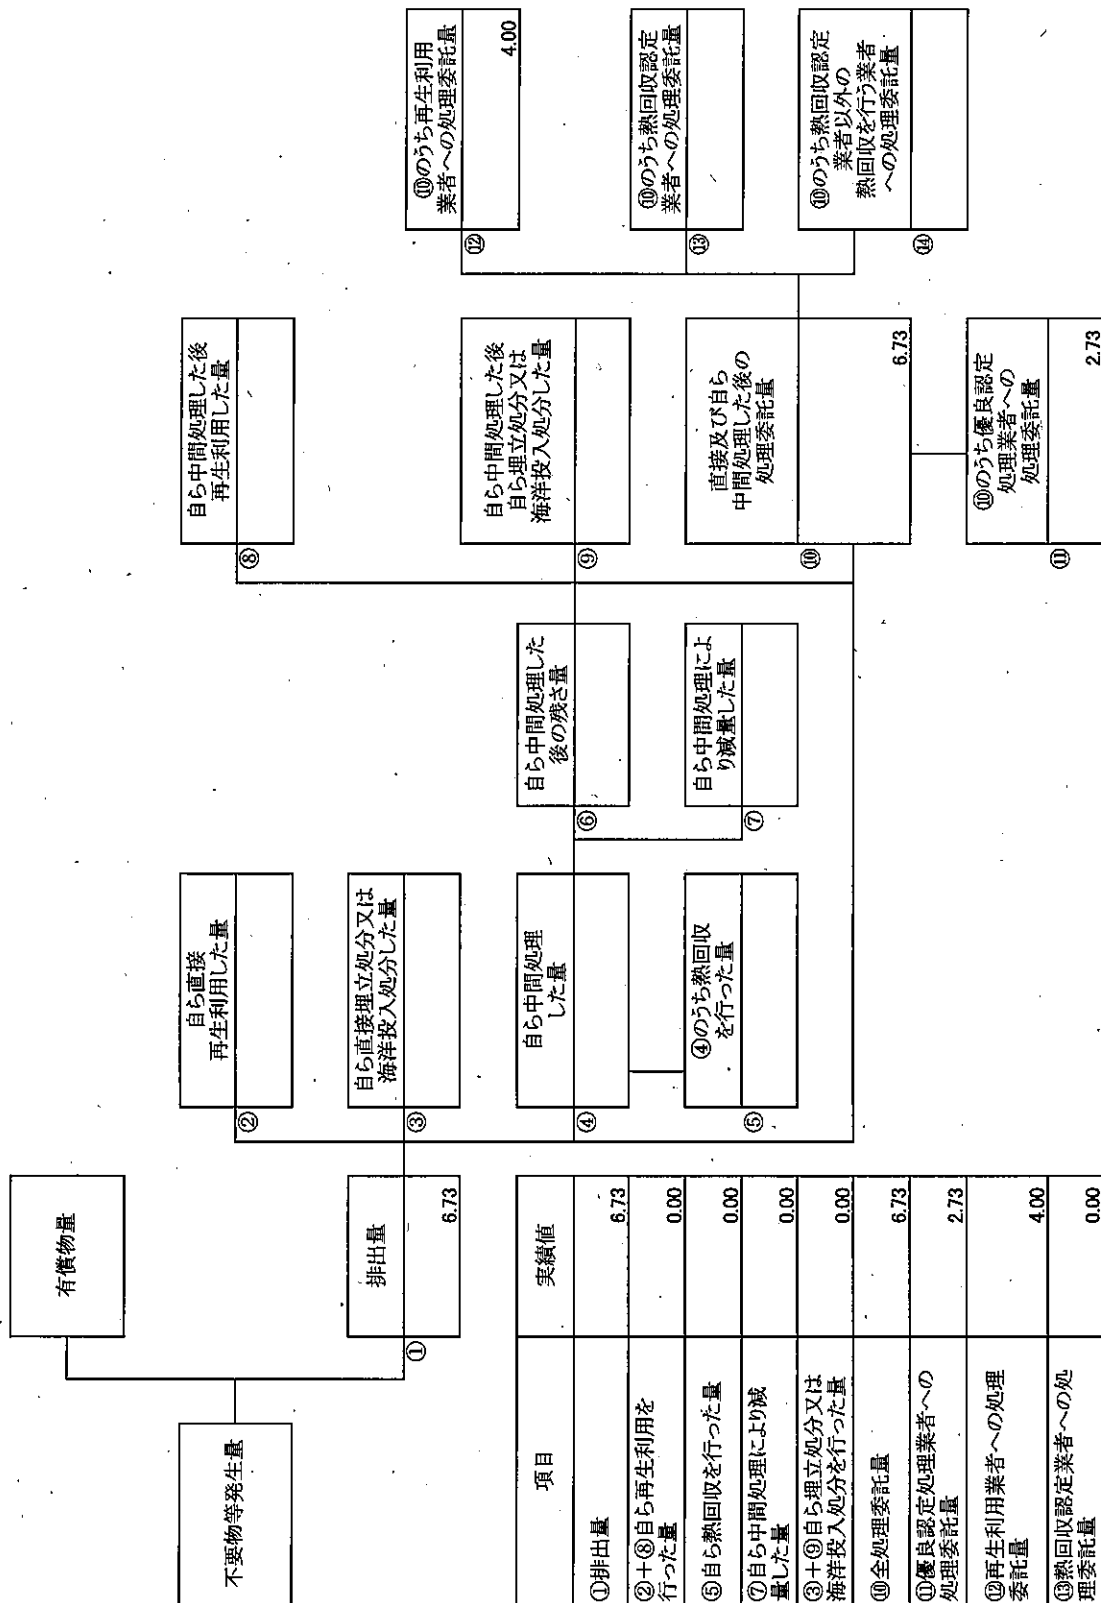 不要物等発生量
有償物量
①
排出量
6.73
②
自ら直接
再生利用した量
③
自ら直接埋立処分又は
海洋投入処分した量
④
自ら中間処理
した量
⑤
④のうち熱回収
を行った量
⑥
自ら中間処理した
後の残さ量
⑦
自ら中間処理によ
り減量した量
⑧
自ら中間処理した後
再生利用した量
⑨
自ら中間処理した後
自ら埋立処分又は
海洋投入処分した量
⑩
直接及び自ら
中間処理した後の
処理委託量
6.73
⑪
⑩のうち優良認定
処理業者への
処理委託量
2.73
⑫
⑩のうち再生利用
業者への処理委託量
4.00
⑬
⑩のうち熱回収認定
業者への処理委託量
⑭
⑩のうち熱回収認定
業者以外の
熱回収を行う業者
への処理委託量
項目 実績値
①排出量 6.73
②+⑧自ら再生利用を
行った量 0.00
⑤自ら熱回収を行った量 0.00
⑦自ら中間処理により減
量した量 0.00
③+⑨自ら埋立処分又は
海洋投入処分を行った量 0.00
⑩全処理委託量 6.73
⑪優良認定処理業者への
処理委託量 2.73
⑫再生利用業者への処理
委託量 4.00
⑬熱回収認定業者への処
理委託量 0.00